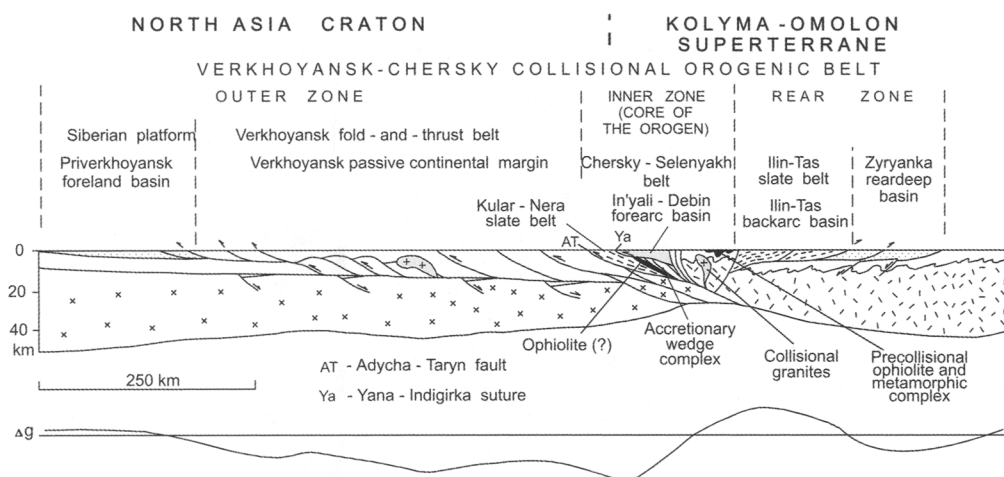 NORTH ASIA CRATON
KOLYMA - OMOLON
SUPERTERRANE
VERKHOYANSK-CHERSKY COLLISIONAL OROGENIC BELT
OUTER ZONE
INNER ZONE
(CORE OF
THE OROGEN)
REAR ZONE
Siberian platform
Verkhoyansk fold - and - thrust belt
Priverkhoyansk
foreland basin
Verkhoyansk passive continental margin
Chersky - Selenyakh
belt
Ilin-Tas
slate belt
Zyryanka
reardeep
basin
Kular - Nera
slate belt
In'yali - Debin
forearc basin
Ilin-Tas
backarc basin
AT
Ya
0
20
40
km
Ophiolite (?)
Accretionary
wedge
complex
Collisional
granites
Precollisional
ophiolite and
metamorphic
complex
250 km
AT - Adycha - Taryn fault
Ya - Yana - Indigirka suture
Δg